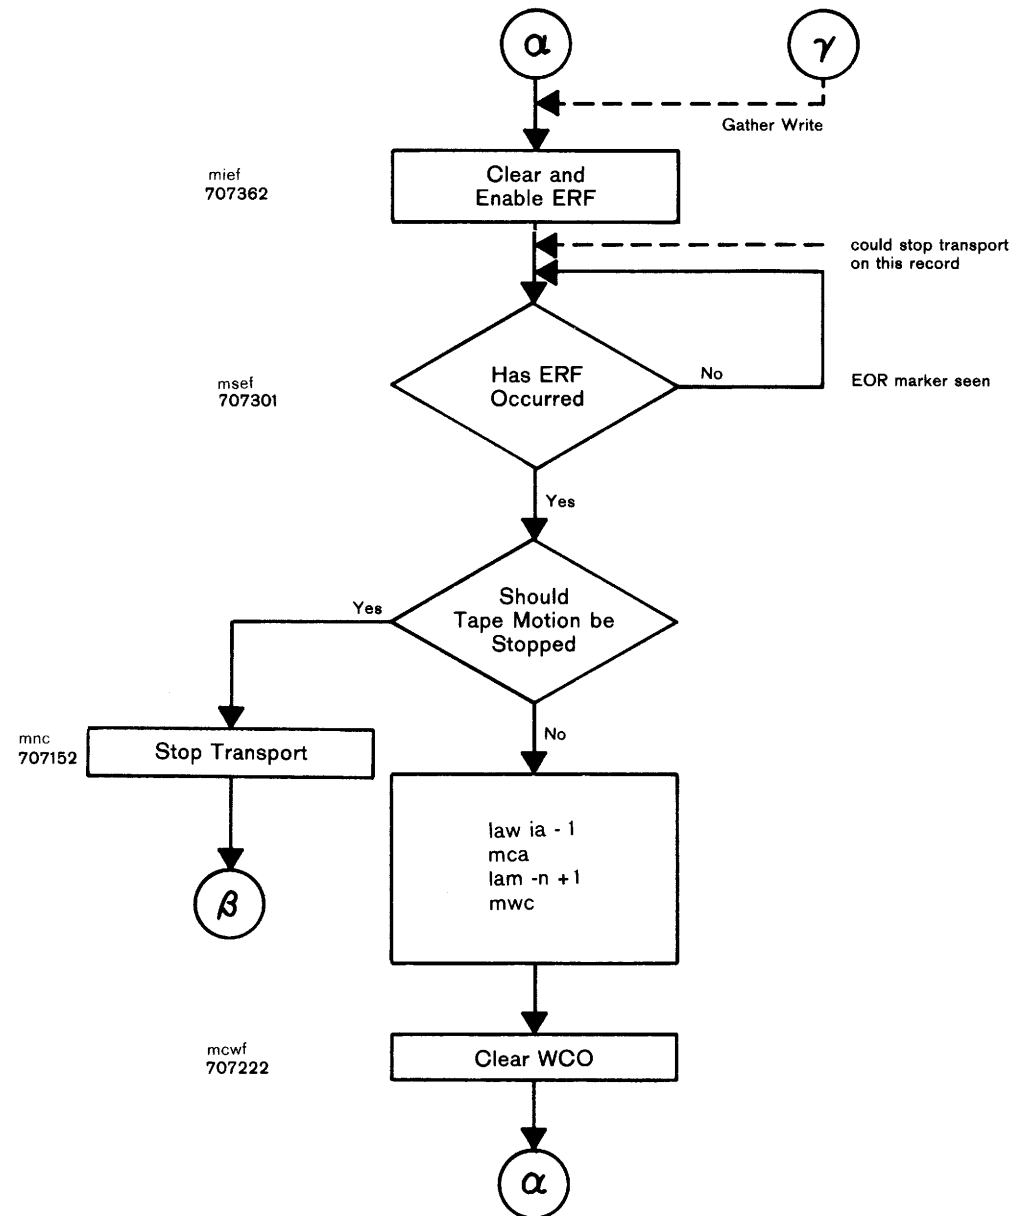 α
γ
Gather Write
mief
707362
Clear and
Enable ERF
could stop transport
on this record
msef
707301
Has ERF
Occurred
No
EOR marker seen
Yes
Should
Tape Motion be
Stopped
Yes
No
mnc
707152
Stop Transport
law ia - 1
mca
lam -n +1
mwc
β
mcwf
707222
Clear WCO
α